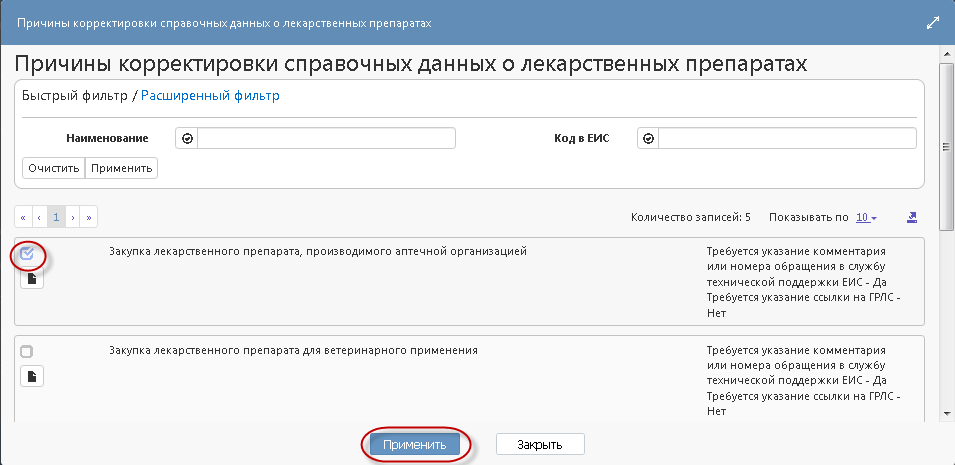 Причины корректировки справочных данных о лекарственных препаратах
Причины корректировки справочных данных о лекарственных препаратах
Быстрый фильтр / Расширенный фильтр
Наименование Код в ЕИС
Очистить Применить
« ‹ 1 › » Количество записей: 5 Показывать по 10
Закупка лекарственного препарата, производимого аптечной организацией
Требуется указание комментария
или номера обращения в службу
технической поддержки ЕИС - Да
Требуется указание ссылки на ГРЛС -
Нет
Закупка лекарственного препарата для ветеринарного применения
Требуется указание комментария
или номера обращения в службу
технической поддержки ЕИС - Да
Требуется указание ссылки на ГРЛС -
Нет
Применить Закрыть